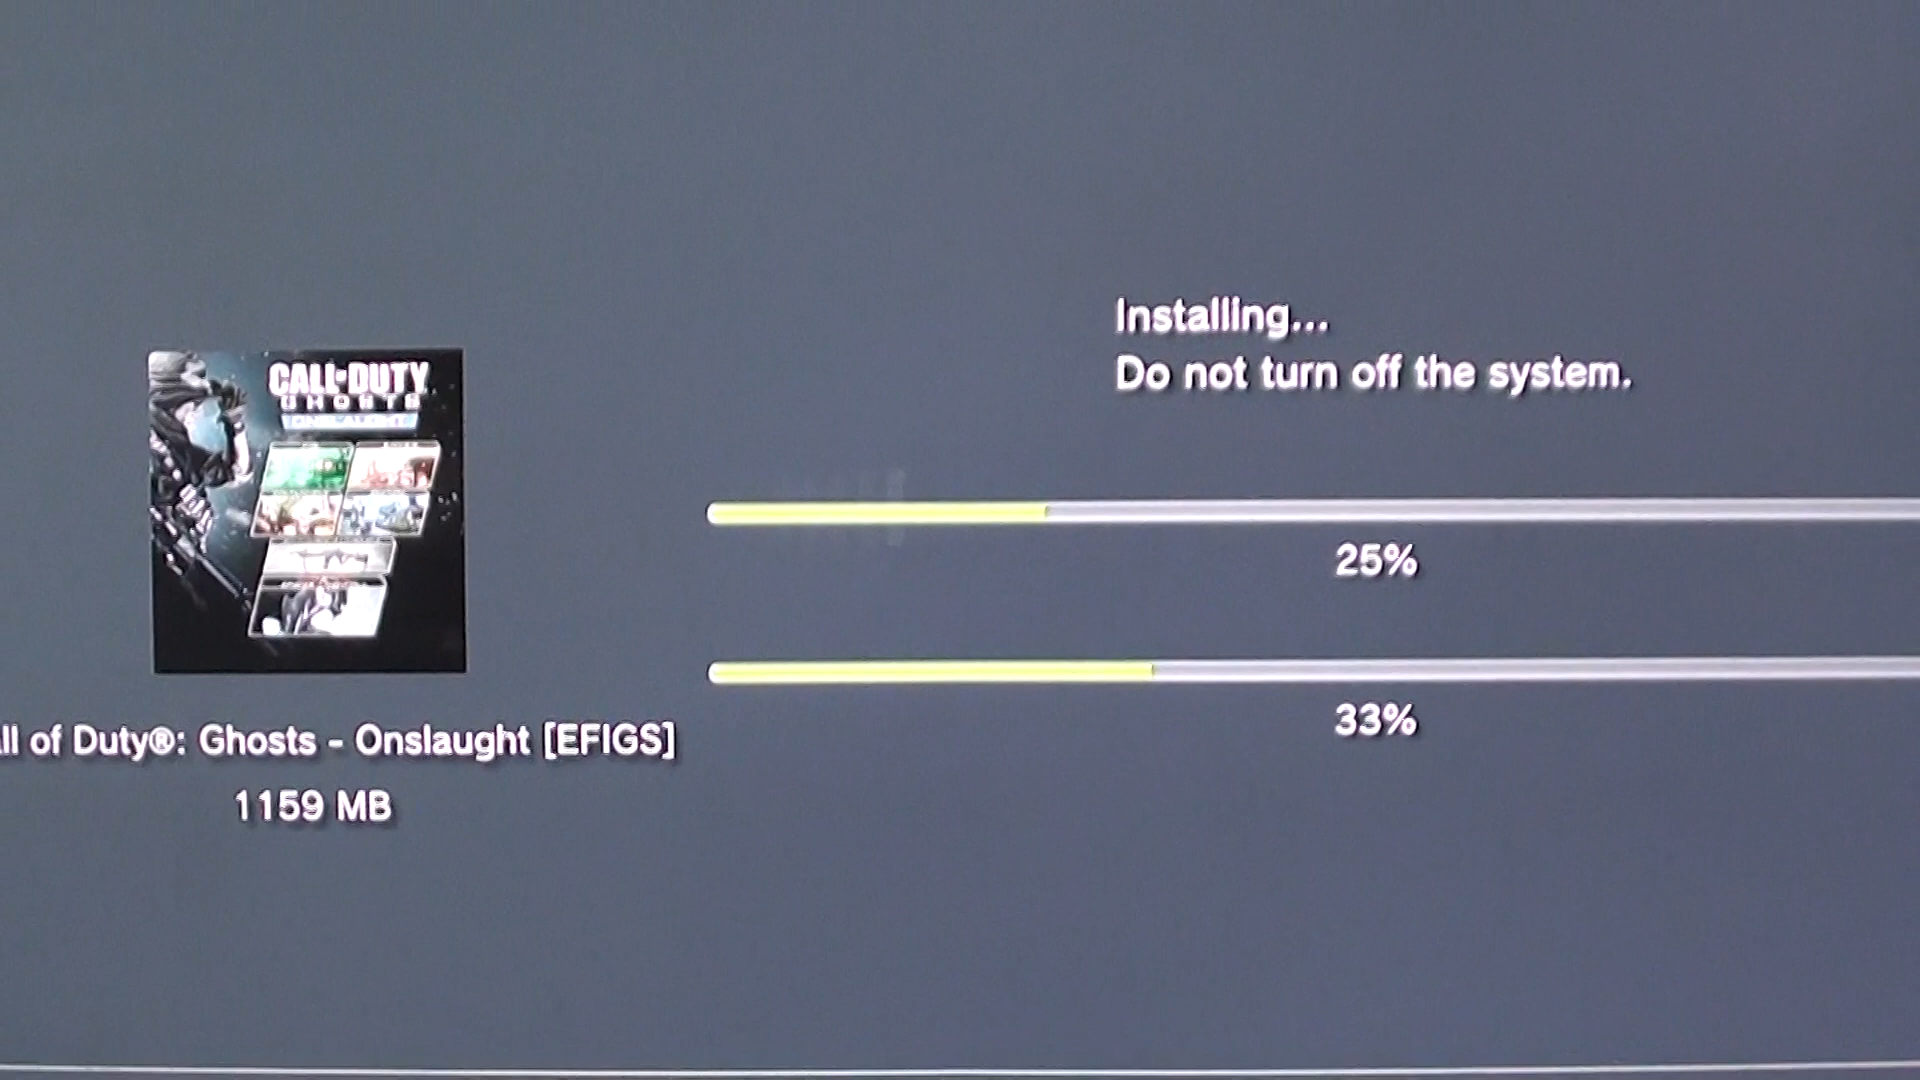 Installing...
Do not turn off the system.
CALL·DUTY
GHOSTS
ONSLAUGHT
25%
33%
ll of Duty®: Ghosts - Onslaught [EFIGS]
1159 MB